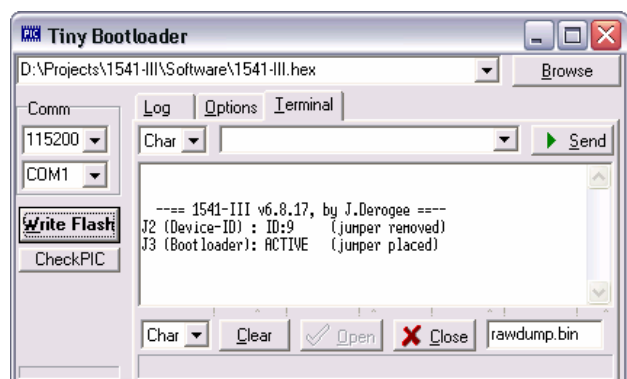 PIC Tiny Bootloader
D:\Projects\1541-III\Software\1541-III.hex Browse
Comm Log Options Terminal
115200 Char Send
COM1
Write Flash
CheckPIC
--== 1541-III v6.8.17, by J.Derogee ==--
J2 (Device-ID) : ID:9 (jumper removed)
J3 (Bootloader): ACTIVE (jumper placed)
Char Clear Open Close rawdump.bin